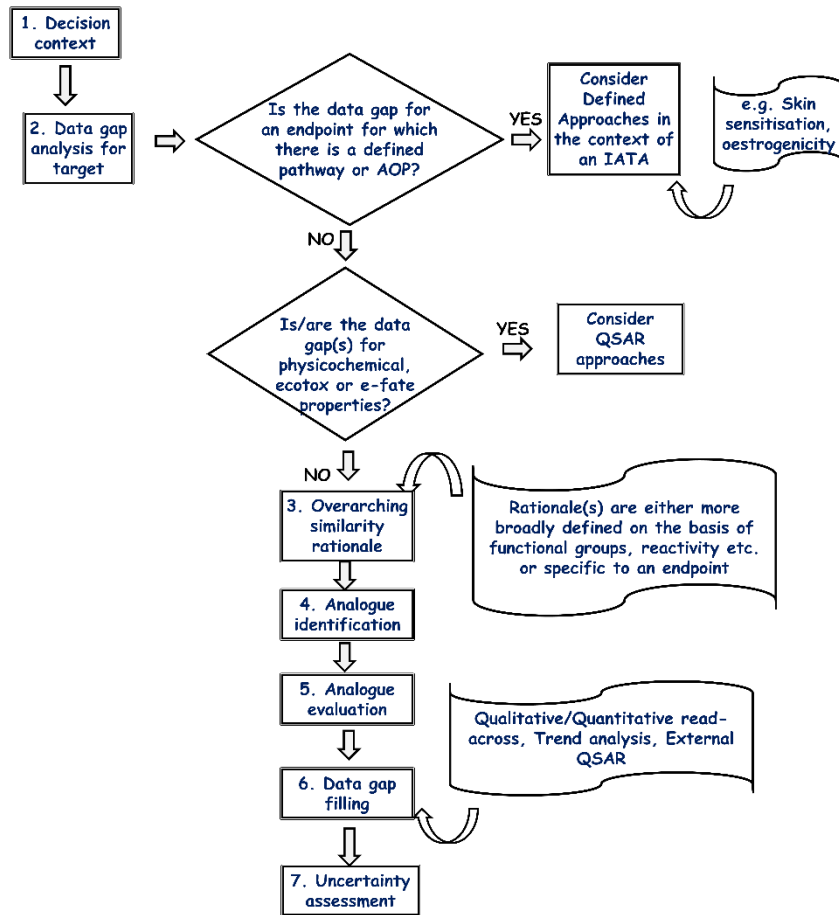 1. Decision
context
2. Data gap
analysis for
target
Is the data gap for
an endpoint for which
there is a defined
pathway or AOP?
YES
Consider
Defined
Approaches in
the context of
an IATA
e.g. Skin
sensitisation,
oestrogenicity
NO
Is/are the data
gap(s) for
physicochemical,
ecotox or e-fate
properties?
YES
Consider
QSAR
approaches
NO
3. Overarching
similarity
rationale
Rationale(s) are either more
broadly defined on the basis of
functional groups, reactivity etc.
or specific to an endpoint
4. Analogue
identification
5. Analogue
evaluation
Qualitative/Quantitative read-
across, Trend analysis, External
QSAR
6. Data gap
filling
7. Uncertainty
assessment